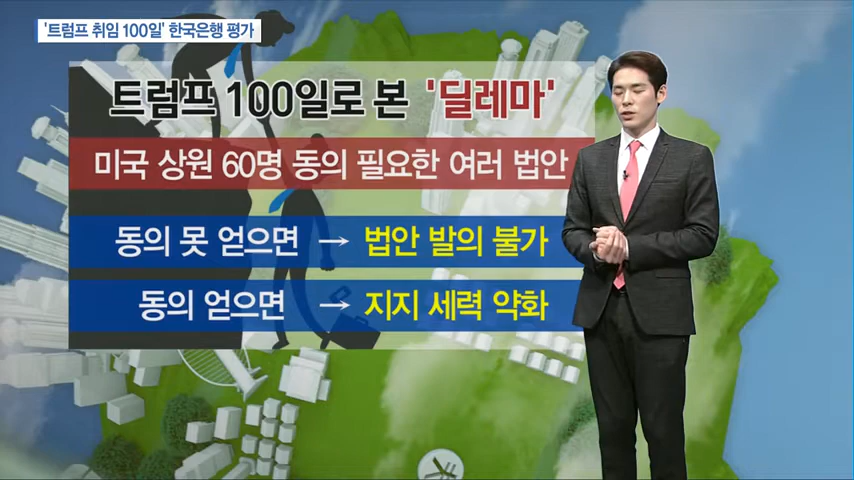 '트럼프 취임 100일' 한국은행 평가
트럼프 100일로 본 '딜레마'
미국 상원 60명 동의 필요한 여러 법안
동의 못 얻으면 → 법안 발의 불가
동의 얻으면 → 지지 세력 약화